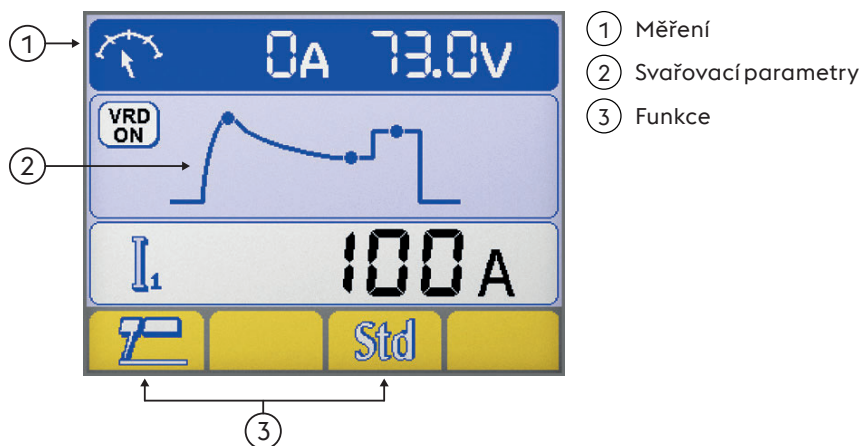 1
0A 73.0V
1 Měření
2 Svařovací parametry
3 Funkce
VRD
ON
2
I1 100A
Std
3